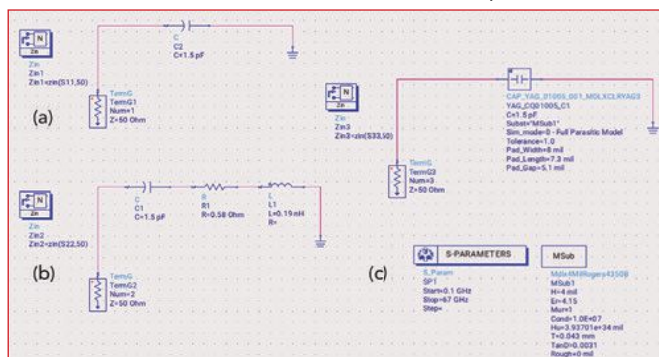 N
Zin
Zin
Zin1
Zin1=zin(S11,50)
C
C2
C=1.5 pF
TermG
TermG1
Num=1
Z=50 Ohm
(a)
N
Zin
Zin
Zin2
Zin2=zin(S22,50)
C
C1
C=1.5 pF
R
R1
R=0.58 Ohm
L
L1
L=0.19 nH
R=
TermG
TermG2
Num=2
Z=50 Ohm
(b)
N
Zin
Zin
Zin3
Zin3=zin(S33,50)
CAP_YAG_01005_001_MDLXCLRYAG3
YAG_CQ01005_C1
C=1.5 pF
Subst="MSub1"
Sim_mode=0 - Full Parasitic Model
Tolerance=1.0
Pad_Width=8 mil
Pad_Length=7.3 mil
Pad_Gap=5.1 mil
TermG
TermG3
Num=3
Z=50 Ohm
(c)
S-PARAMETERS
S_Param
SP1
Start=0.1 GHz
Stop=67 GHz
Step=
MSub
MSub1
H=4 mil
Er=4.15
Mur=1
Cond=1.0E+07
Hu=3.93701e+34 mil
T=0.043 mm
TanD=0.0031
Rough=0 mil